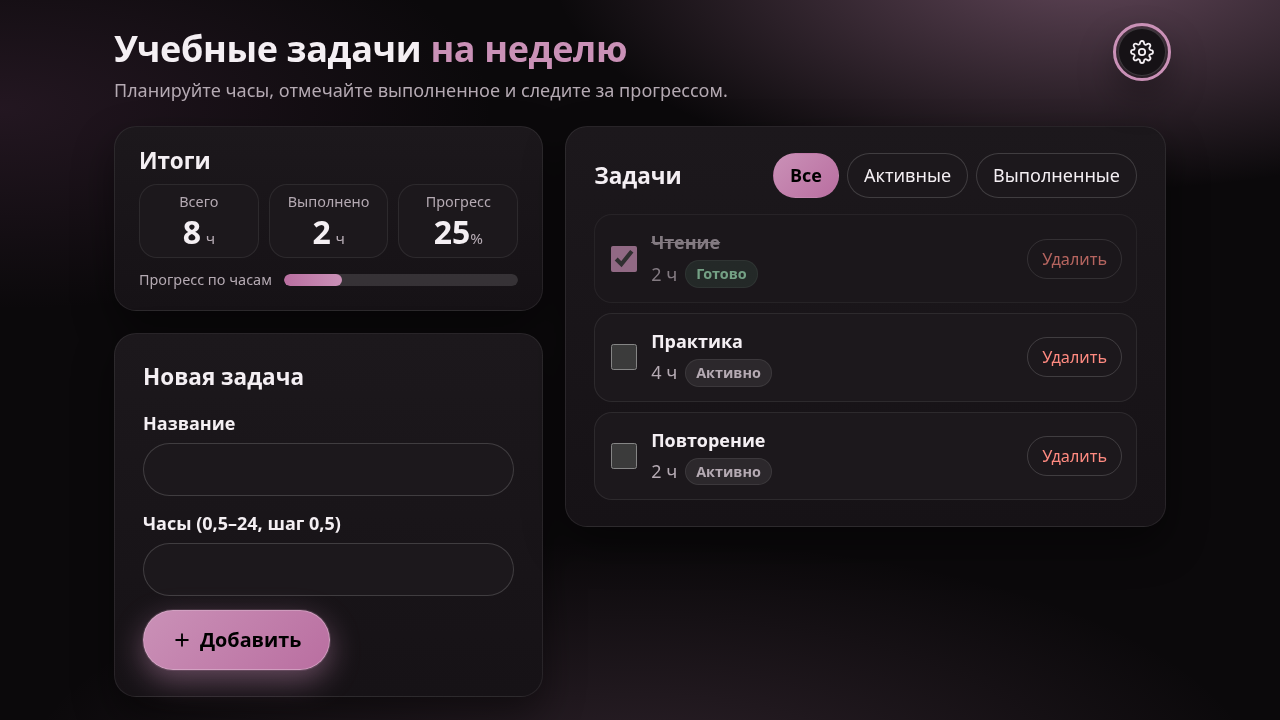 Учебные задачи на неделю
Планируйте часы, отмечайте выполненное и следите за прогрессом.
Итоги
Всего
8 ч
Выполнено
2 ч
Прогресс
25%
Прогресс по часам
Новая задача
Название
Часы (0,5–24, шаг 0,5)
+ Добавить
Задачи
Все
Активные
Выполненные
Чтение
2 ч Готово
Удалить
Практика
4 ч Активно
Удалить
Повторение
2 ч Активно
Удалить